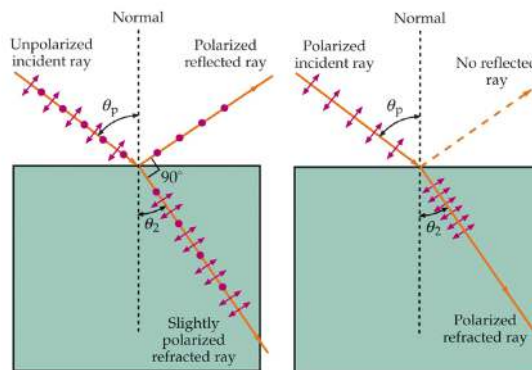 Normal
Unpolarized
incident ray
Polarized
reflected ray
θp
90°
θ2
Slightly
polarized
refracted ray
Normal
Polarized
incident ray
No reflected
ray
θp
θ2
Polarized
refracted ray